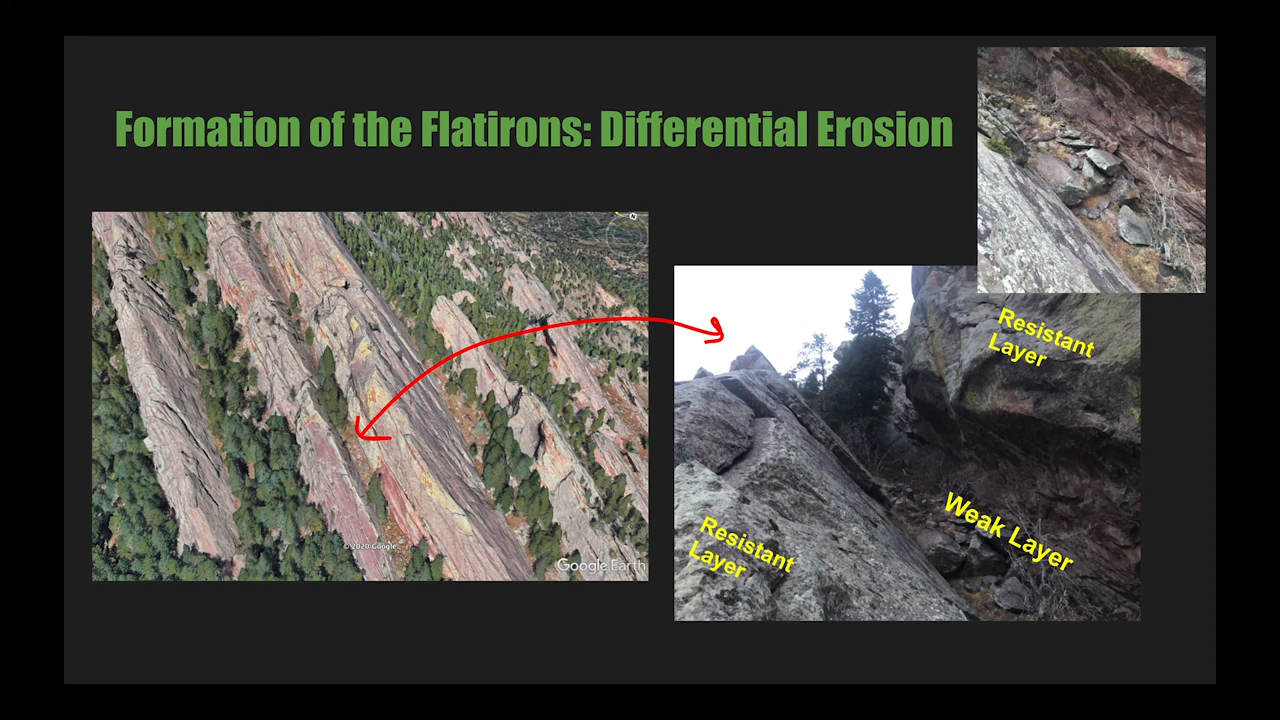 Formation of the Flatirons: Differential Erosion
N
© 2020 Google
Google Earth
Resistant
Layer
Weak Layer
Resistant
Layer